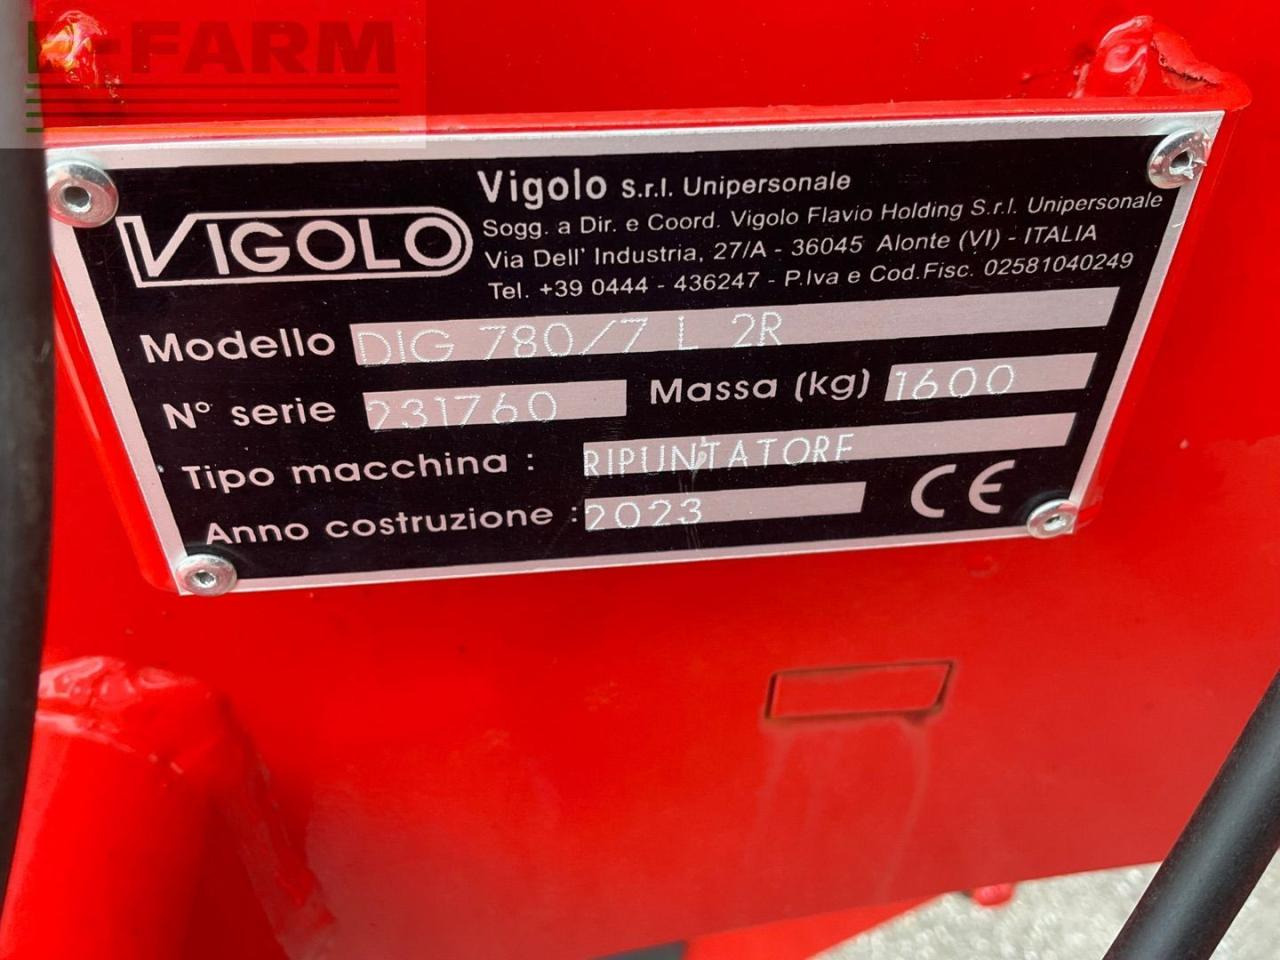 -FARM
VIGOLO
Vigolo S.r.l. Unipersonale
Sogg. a Dir. e Coord. Vigolo Flavio Holding S.r.l. Unipersonale
Via Dell' Industria, 27/A - 36045 Alonte (VI) - ITALIA
Tel. +39 0444 - 436247 - P.Iva e Cod.Fisc. 02581040249
Modello DIG 780/7 L 2R
N° serie 231760 Massa (kg) 1600
Tipo macchina : RIPUNTATORE
Anno costruzione : 2023 CE